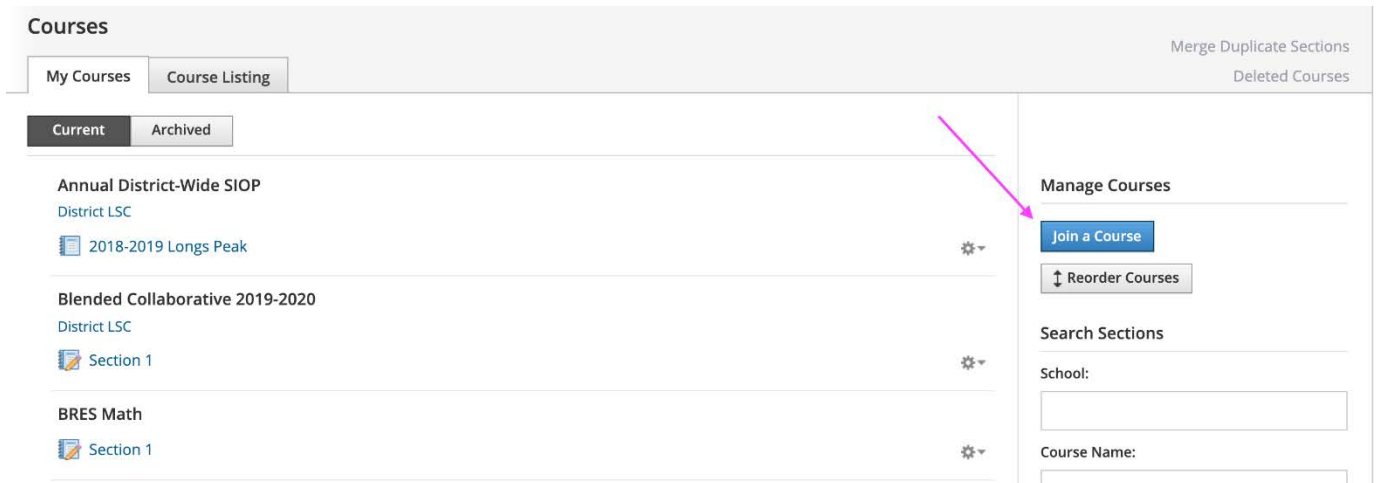 Courses
Merge Duplicate Sections
Deleted Courses
My Courses
Course Listing
Current
Archived
Annual District-Wide SIOP
District LSC
2018-2019 Longs Peak
Blended Collaborative 2019-2020
District LSC
Section 1
BRES Math
Section 1
Manage Courses
Join a Course
Reorder Courses
Search Sections
School:
Course Name: